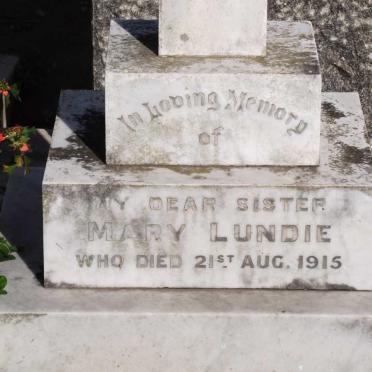 In Loving Memory
of
MY DEAR SISTER
MARY LUNDIE
WHO DIED 21ST AUG. 1915